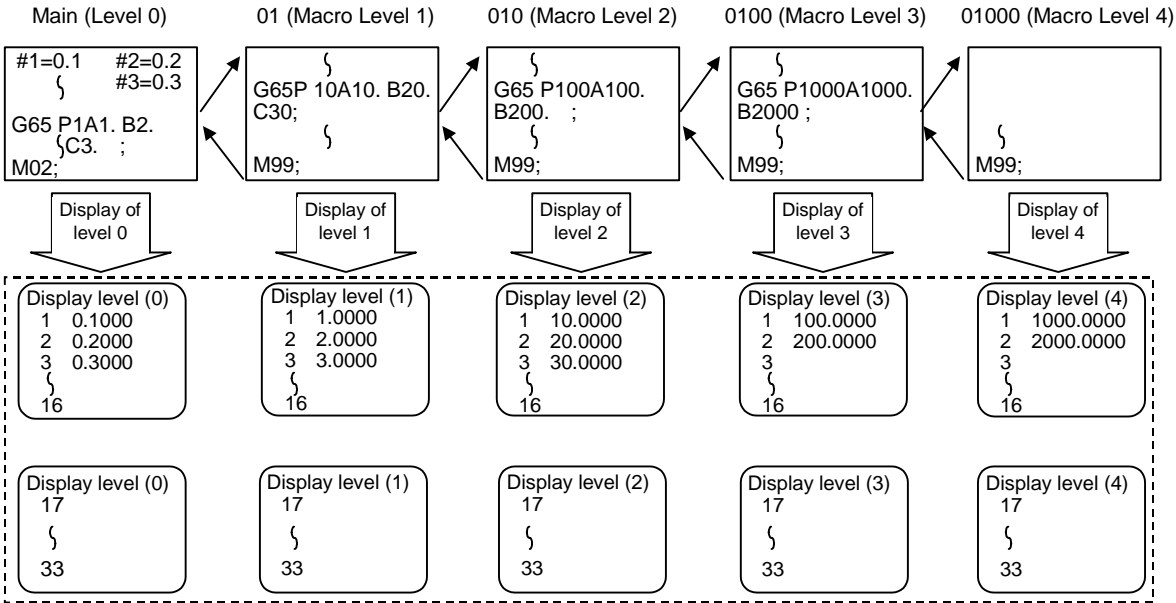 Main (Level 0)
01 (Macro Level 1)
010 (Macro Level 2)
0100 (Macro Level 3)
01000 (Macro Level 4)
#1=0.1 #2=0.2
#3=0.3
G65 P1A1. B2.
C3. ;
M02;
G65P 10A10. B20.
C30;
M99;
G65 P100A100.
B200. ;
M99;
G65 P1000A1000.
B2000 ;
M99;
M99;
Display of
level 0
Display of
level 1
Display of
level 2
Display of
level 3
Display of
level 4
Display level (0)
1 0.1000
2 0.2000
3 0.3000
16
Display level (1)
1 1.0000
2 2.0000
3 3.0000
16
Display level (2)
1 10.0000
2 20.0000
3 30.0000
16
Display level (3)
1 100.0000
2 200.0000
3
16
Display level (4)
1 1000.0000
2 2000.0000
3
16
Display level (0)
17
33
Display level (1)
17
33
Display level (2)
17
33
Display level (3)
17
33
Display level (4)
17
33